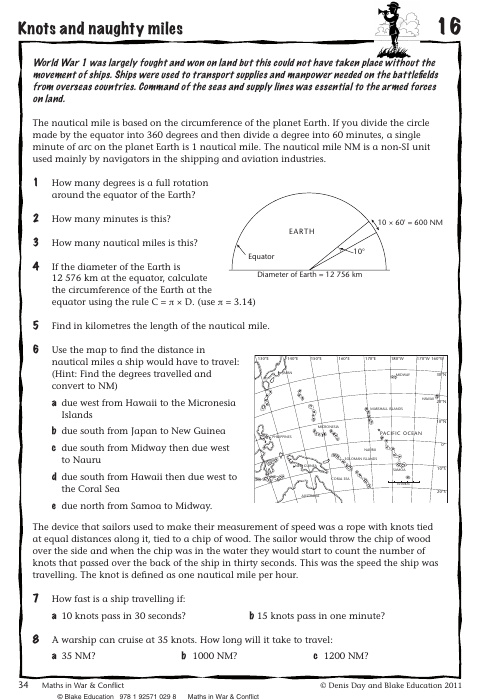 Knots and naughty miles
16
World War 1 was largely fought and won on land but this could not have taken place without the
movement of ships. Ships were used to transport supplies and manpower needed on the battlefields
from overseas countries. Command of the seas and supply lines was essential to the armed forces
on land.
The nautical mile is based on the circumference of the planet Earth. If you divide the circle
made by the equator into 360 degrees and then divide a degree into 60 minutes, a single
minute of arc on the planet Earth is 1 nautical mile. The nautical mile NM is a non-SI unit
used mainly by navigators in the shipping and aviation industries.
1 How many degrees is a full rotation
around the equator of the Earth?
2 How many minutes is this?
3 How many nautical miles is this?
4 If the diameter of the Earth is
12 576 km at the equator, calculate
the circumference of the Earth at the
equator using the rule C = π × D. (use π = 3.14)
EARTH
10 × 60' = 600 NM
10°
Equator
Diameter of Earth = 12 756 km
5 Find in kilometres the length of the nautical mile.
6 Use the map to find the distance in
nautical miles a ship would have to travel:
(Hint: Find the degrees travelled and
convert to NM)
a due west from Hawaii to the Micronesia
Islands
b due south from Japan to New Guinea
c due south from Midway then due west
to Nauru
d due south from Hawaii then due west to
the Coral Sea
e due north from Samoa to Midway.
MIDWAY
HAWAII
MARSHALL ISLANDS
MICRONESIA
PACIFIC OCEAN
PHILIPPINES
NAURU
SOLOMON ISLANDS
SAMOA
CORAL SEA
AUSTRALIA
The device that sailors used to make their measurement of speed was a rope with knots tied
at equal distances along it, tied to a chip of wood. The sailor would throw the chip of wood
over the side and when the chip was in the water they would start to count the number of
knots that passed over the back of the ship in thirty seconds. This was the speed the ship was
travelling. The knot is defined as one nautical mile per hour.
7 How fast is a ship travelling if:
a 10 knots pass in 30 seconds? b 15 knots pass in one minute?
8 A warship can cruise at 35 knots. How long will it take to travel:
a 35 NM? b 1000 NM? c 1200 NM?
34 Maths in War & Conflict © Denis Day and Blake Education 2011
© Blake Education 978 1 92571 029 8 Maths in War & Conflict